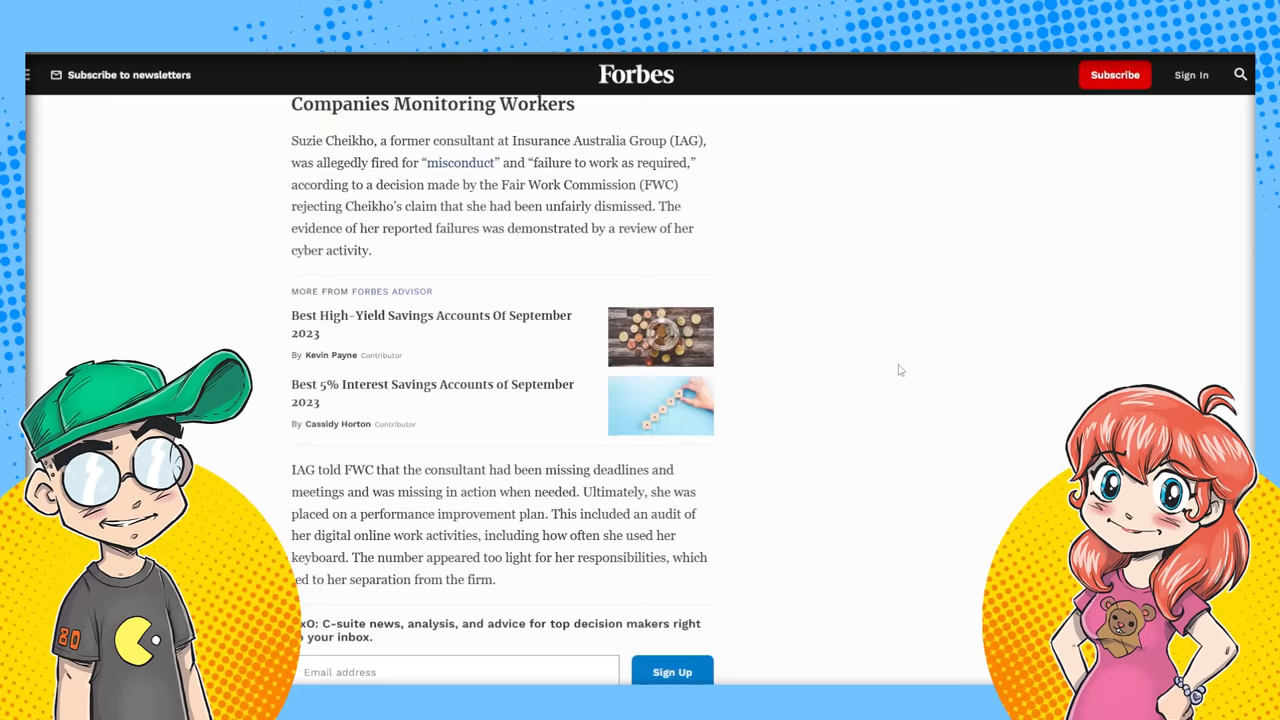 Subscribe to newsletters
Forbes
Subscribe
Sign In
Companies Monitoring Workers
Suzie Cheikho, a former consultant at Insurance Australia Group (IAG),
was allegedly fired for “misconduct” and “failure to work as required,”
according to a decision made by the Fair Work Commission (FWC)
rejecting Cheikho’s claim that she had been unfairly dismissed. The
evidence of her reported failures was demonstrated by a review of her
cyber activity.
MORE FROM FORBES ADVISOR
Best High-Yield Savings Accounts Of September
2023
By Kevin Payne Contributor
Best 5% Interest Savings Accounts of September
2023
By Cassidy Horton Contributor
IAG told FWC that the consultant had been missing deadlines and
meetings and was missing in action when needed. Ultimately, she was
placed on a performance improvement plan. This included an audit of
her digital online work activities, including how often she used her
keyboard. The number appeared too light for her responsibilities, which
to her separation from the firm.
C-suite news, analysis, and advice for top decision makers right
your inbox.
Email address
Sign Up
80